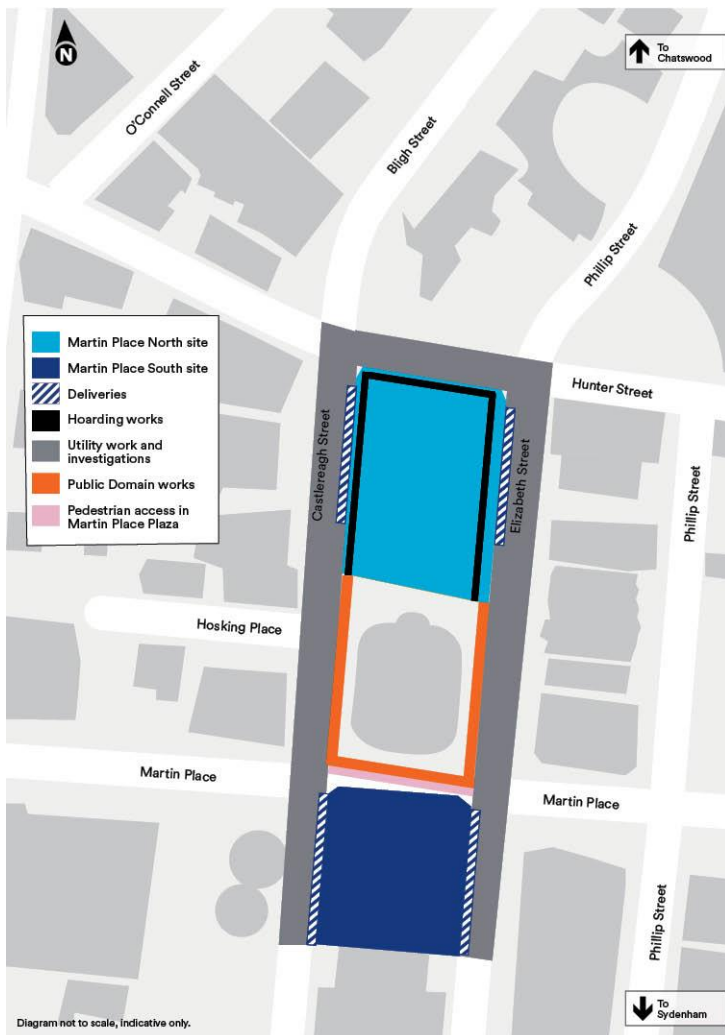 N
To
Chatswood
O'Connell Street
Bligh Street
Phillip Street
Martin Place North site
Martin Place South site
Deliveries
Hoarding works
Utility work and
investigations
Public Domain works
Pedestrian access in
Martin Place Plaza
Hunter Street
Castlereagh Street
Elizabeth Street
Phillip Street
Hosking Place
Martin Place
Martin Place
Phillip Street
To
Sydenham
Diagram not to scale, indicative only.